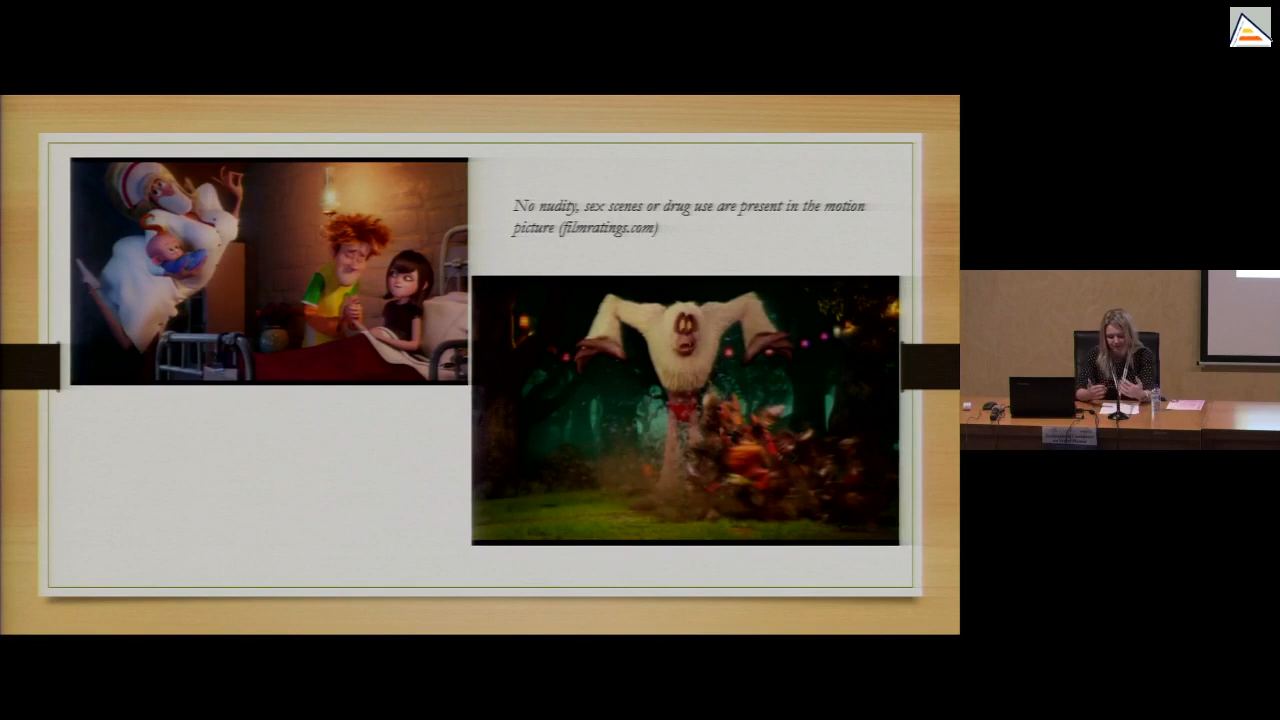 No nudity, sex scenes or drug use are present in the motion
picture (filmratings.com)